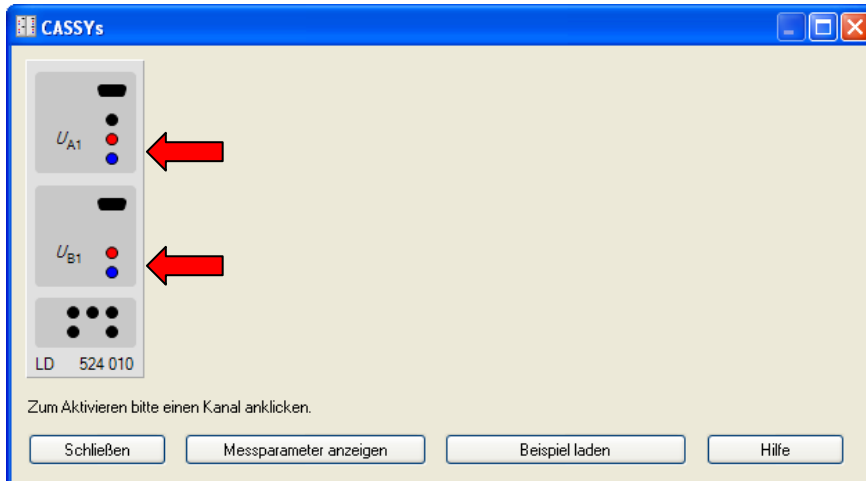 CASSYs
UA1
UB1
LD 524 010
Zum Aktivieren bitte einen Kanal anklicken.
Schließen Messparameter anzeigen Beispiel laden Hilfe